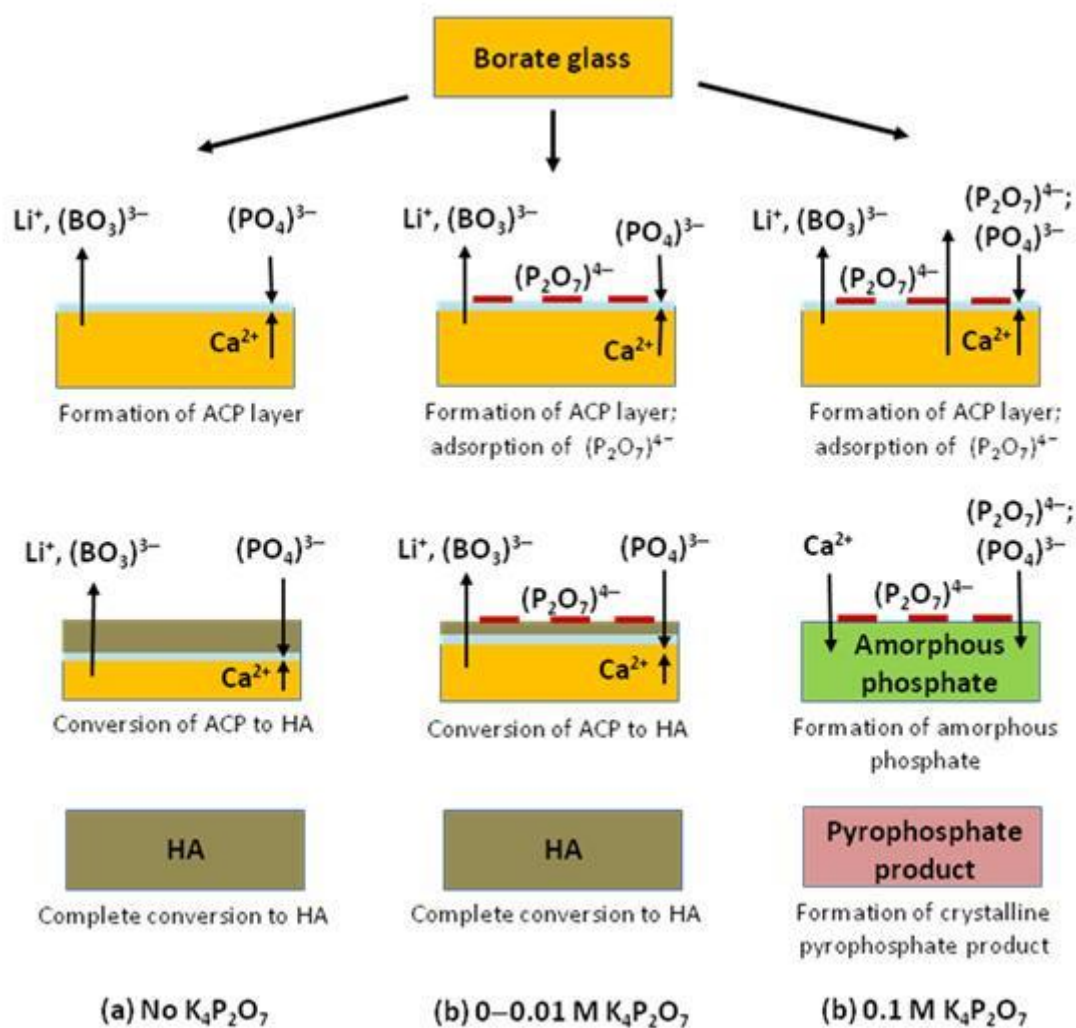 Borate glass
Li⁺, (BO₃)³⁻
(PO₄)³⁻
Ca²⁺
Formation of ACP layer
Li⁺, (BO₃)³⁻
(PO₄)³⁻
(P₂O₇)⁴⁻
Ca²⁺
Formation of ACP layer;
adsorption of (P₂O₇)⁴⁻
Li⁺, (BO₃)³⁻
(P₂O₇)⁴⁻;
(PO₄)³⁻
(P₂O₇)⁴⁻
Ca²⁺
Formation of ACP layer;
adsorption of (P₂O₇)⁴⁻
Li⁺, (BO₃)³⁻
(PO₄)³⁻
Ca²⁺
Conversion of ACP to HA
Li⁺, (BO₃)³⁻
(PO₄)³⁻
(P₂O₇)⁴⁻
Ca²⁺
Conversion of ACP to HA
Ca²⁺
(P₂O₇)⁴⁻;
(PO₄)³⁻
(P₂O₇)⁴⁻
Amorphous
phosphate
Formation of amorphous
phosphate
HA
Complete conversion to HA
HA
Complete conversion to HA
Pyrophosphate
product
Formation of crystalline
pyrophosphate product
(a) No K₄P₂O₇
(b) 0–0.01 M K₄P₂O₇
(b) 0.1 M K₄P₂O₇